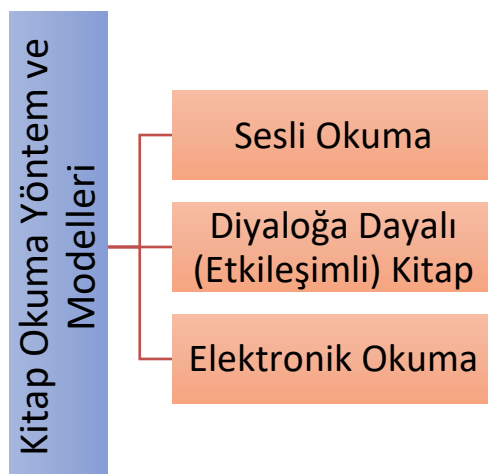 Kitap Okuma Yöntem ve
Modelleri
Sesli Okuma
Diyaloğa Dayalı
(Etkileşimli) Kitap
Elektronik Okuma